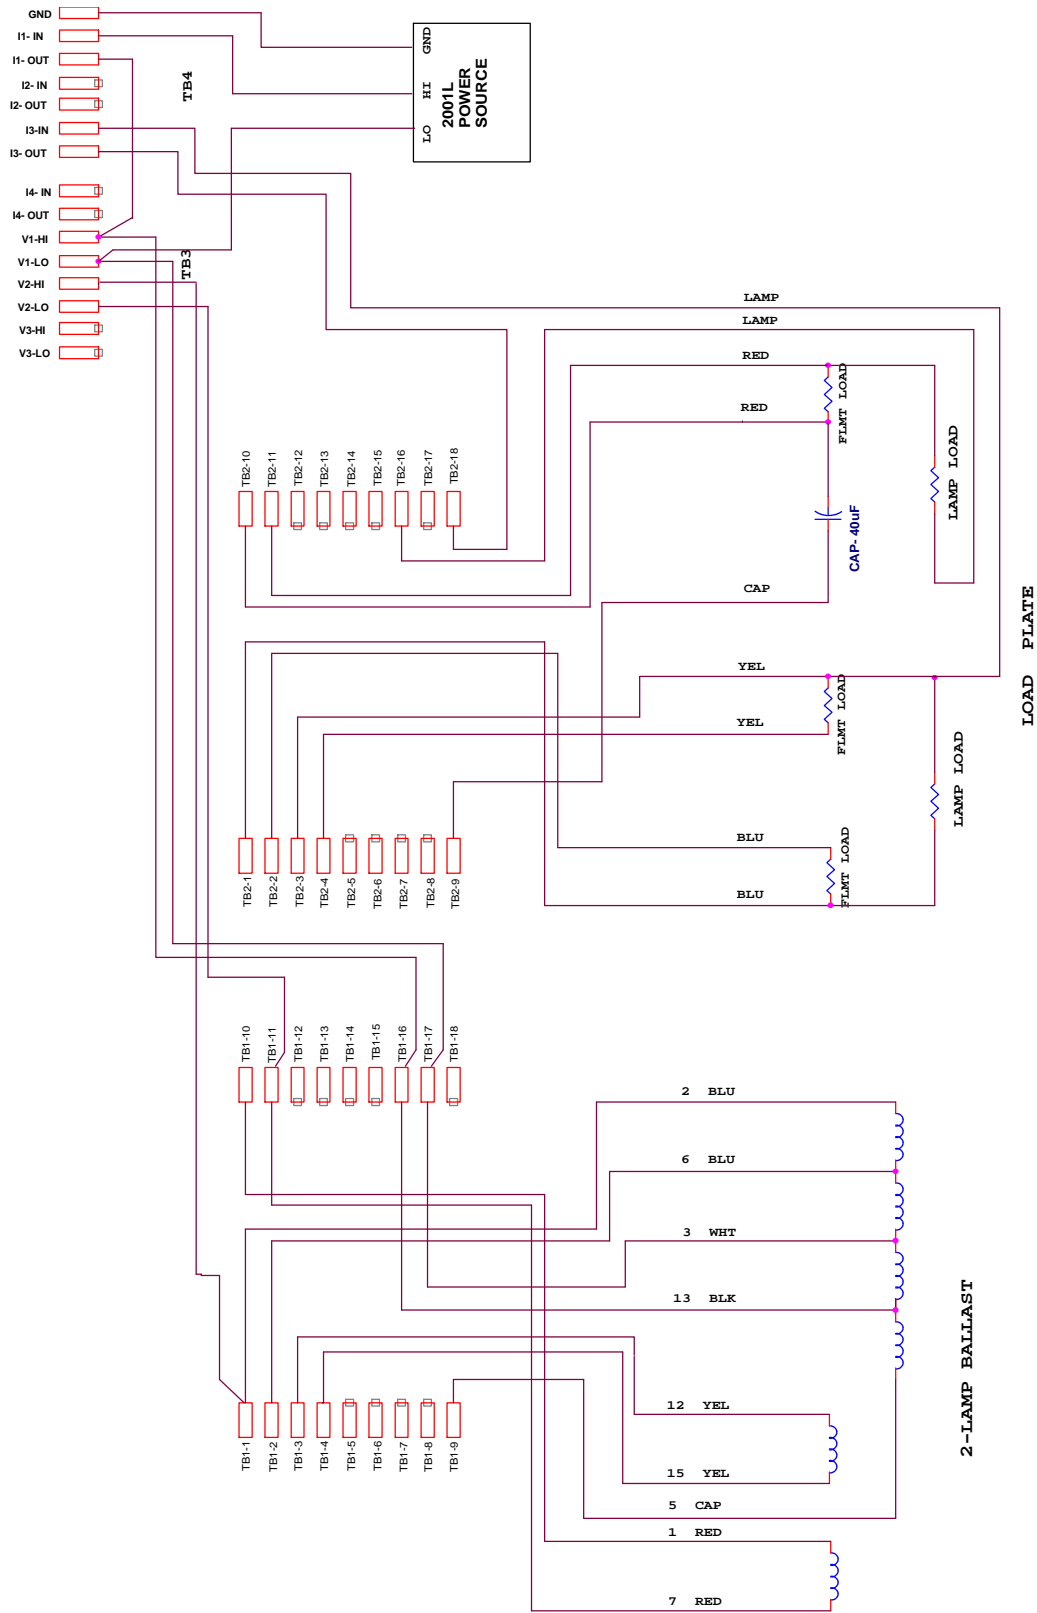 GND
I1- IN
I1- OUT
I2- IN
I2- OUT
I3-IN
I3- OUT
I4- IN
I4- OUT
V1-HI
V1-LO
V2-HI
V2-LO
V3-HI
V3-LO
TB4
TB3
GND
HI
LO
2001L
POWER
SOURCE
LAMP
LAMP
RED
RED
FLMT LOAD
LAMP LOAD
CAP- 40uF
CAP
TB2-10
TB2-11
TB2-12
TB2-13
TB2-14
TB2-15
TB2-16
TB2-17
TB2-18
YEL
YEL
FLMT LOAD
LAMP LOAD
BLU
BLU
FLMT LOAD
LOAD PLATE
TB2-1
TB2-2
TB2-3
TB2-4
TB2-5
TB2-6
TB2-7
TB2-8
TB2-9
TB1-10
TB1-11
TB1-12
TB1-13
TB1-14
TB1-15
TB1-16
TB1-17
TB1-18
2 BLU
6 BLU
3 WHT
13 BLK
12 YEL
15 YEL
5 CAP
1 RED
7 RED
2-LAMP BALLAST
TB1-1
TB1-2
TB1-3
TB1-4
TB1-5
TB1-6
TB1-7
TB1-8
TB1-9